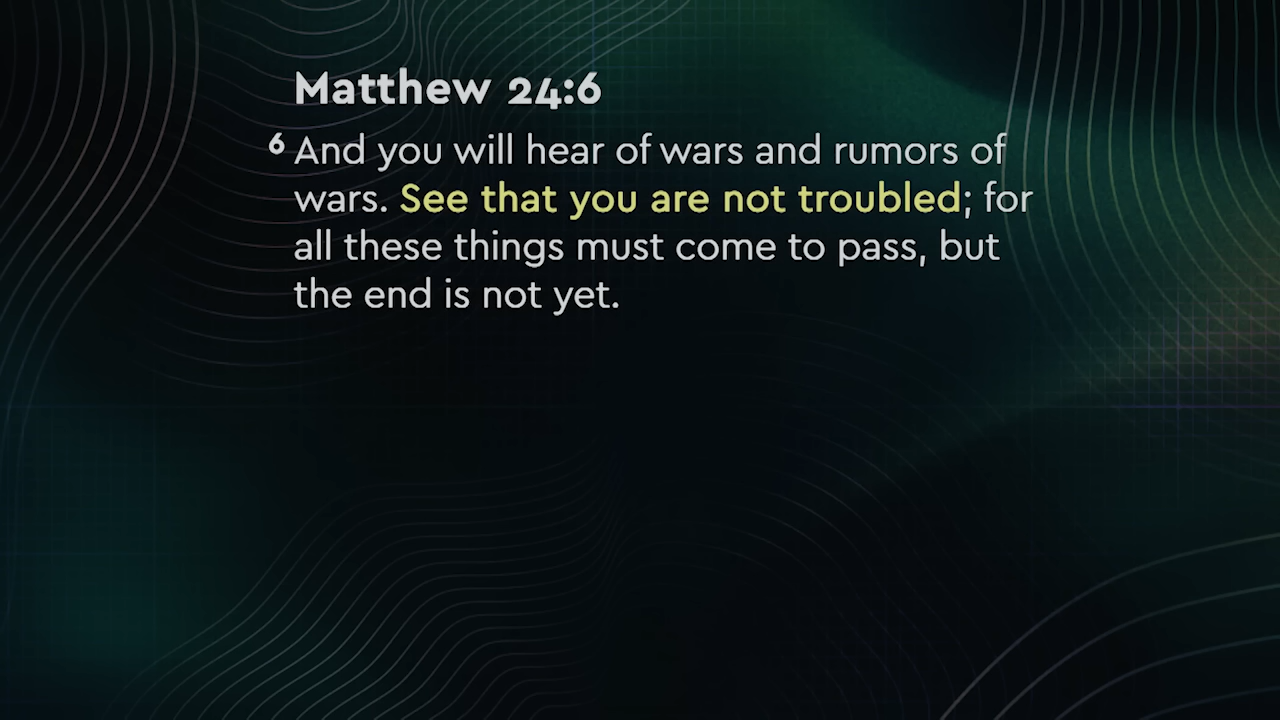 Matthew 24:6
6 And you will hear of wars and rumors of
wars. See that you are not troubled; for
all these things must come to pass, but
the end is not yet.